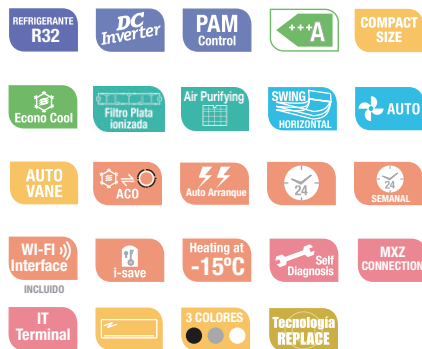 REFRIGERANTE
R32
DC
Inverter
PAM
Control
+++A
COMPACT
SIZE
Econo Cool
Filtro Plata
ionizada
Air Purifying
SWING
HORIZONTAL
AUTO
AUTO
VANE
ACO
Auto Arranque
24
24
SEMANAL
WI-FI
Interface
INCLUIDO
i-save
Heating at
-15ºC
Self
Diagnosis
MXZ
CONNECTION
IT
Terminal
3 COLORES
Tecnología
REPLACE